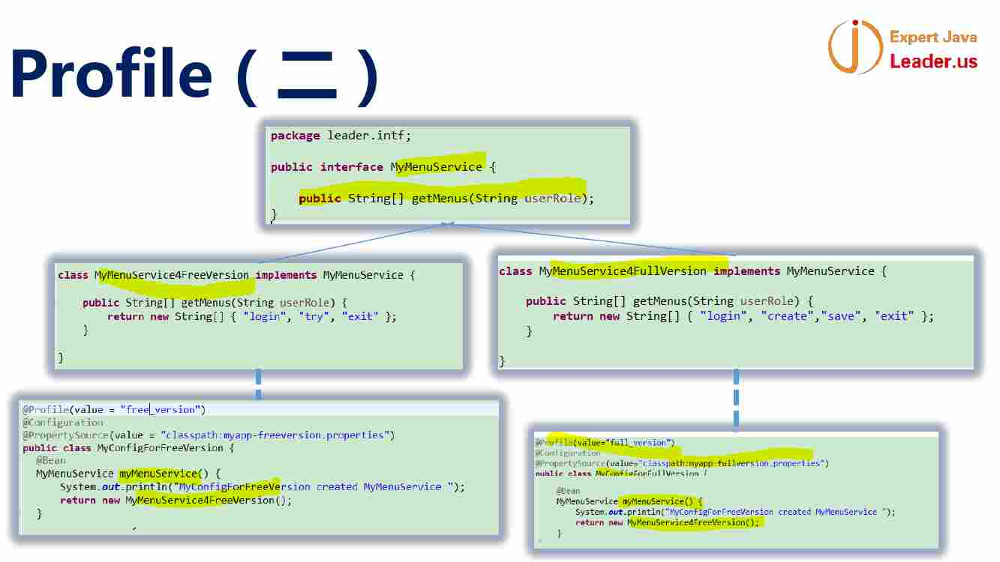 Profile（二）
Expert Java
Leader.us
package leader.intf;
public interface MyMenuService {
public String[] getMenus(String userRole);
}
class MyMenuService4FreeVersion implements MyMenuService {
public String[] getMenus(String userRole) {
return new String[] { "login", "try", "exit" };
}
}
class MyMenuService4FullVersion implements MyMenuService {
public String[] getMenus(String userRole) {
return new String[] { "login", "create","save", "exit" };
}
}
@Profile(value = "free_version")
@Configuration
@PropertySource(value = "classpath:myapp-freeversion.properties")
public class MyConfigForFreeVersion {
@Bean
MyMenuService myMenuService() {
System.out.println("MyConfigForFreeVersion created MyMenuService ");
return new MyMenuService4FreeVersion();
}
@Profile(value="full_version")
@Configuration
@PropertySource(value="classpath:myapp-fullversion.properties")
public class MyConfigForFullVersion {
@Bean
MyMenuService myMenuService() {
System.out.println("MyConfigForFreeVersion created MyMenuService ");
return new MyMenuService4FreeVersion();
}